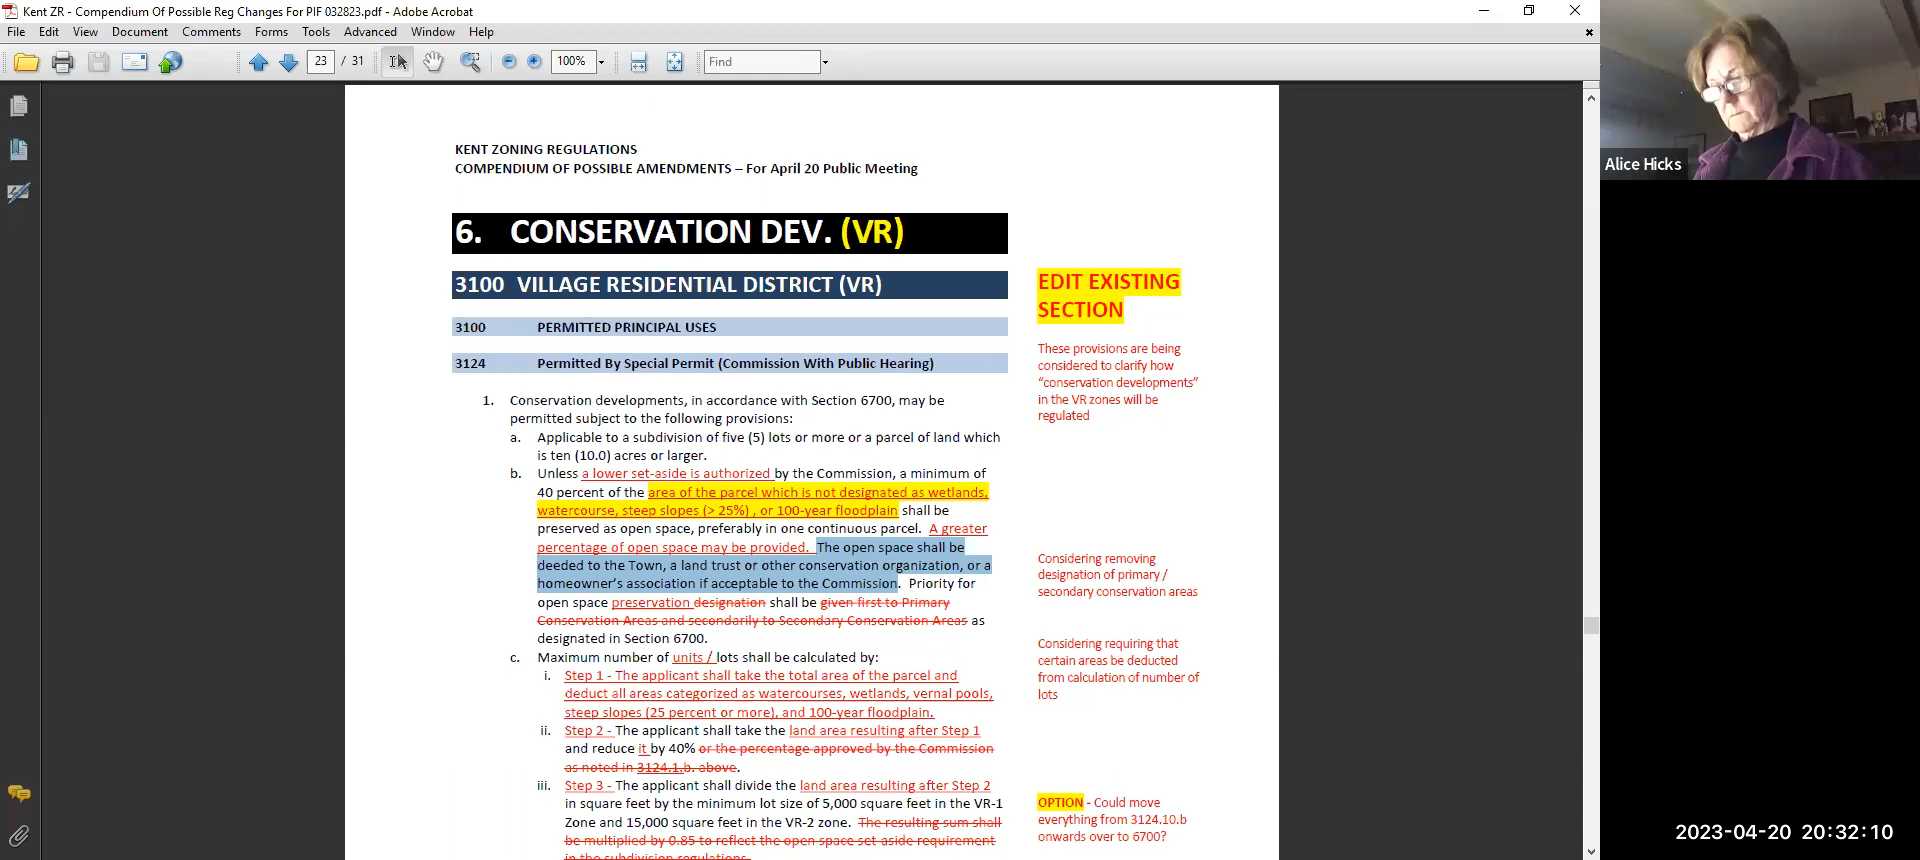 Kent ZR - Compendium Of Possible Reg Changes For PIF 032823.pdf - Adobe Acrobat
File Edit View Document Comments Forms Tools Advanced Window Help
23 / 31 100% Find
KENT ZONING REGULATIONS
COMPENDIUM OF POSSIBLE AMENDMENTS – For April 20 Public Meeting
6. CONSERVATION DEV. (VR)
3100 VILLAGE RESIDENTIAL DISTRICT (VR)
3100 PERMITTED PRINCIPAL USES
3124 Permitted By Special Permit (Commission With Public Hearing)
1. Conservation developments, in accordance with Section 6700, may be
permitted subject to the following provisions:
a. Applicable to a subdivision of five (5) lots or more or a parcel of land which
is ten (10.0) acres or larger.
b. Unless a lower set-aside is authorized by the Commission, a minimum of
40 percent of the area of the parcel which is not designated as wetlands,
watercourse, steep slopes (> 25%) , or 100-year floodplain shall be
preserved as open space, preferably in one continuous parcel. A greater
percentage of open space may be provided. The open space shall be
deeded to the Town, a land trust or other conservation organization, or a
homeowner's association if acceptable to the Commission. Priority for
open space preservation designation shall be given first to Primary
Conservation Areas and secondarily to Secondary Conservation Areas as
designated in Section 6700.
c. Maximum number of units / lots shall be calculated by:
i. Step 1 - The applicant shall take the total area of the parcel and
deduct all areas categorized as watercourses, wetlands, vernal pools,
steep slopes (25 percent or more), and 100-year floodplain.
ii. Step 2 - The applicant shall take the land area resulting after Step 1
and reduce it by 40% or the percentage approved by the Commission
as noted in 3124.1.b. above.
iii. Step 3 - The applicant shall divide the land area resulting after Step 2
in square feet by the minimum lot size of 5,000 square feet in the VR-1
Zone and 15,000 square feet in the VR-2 zone. The resulting sum shall
be multiplied by 0.85 to reflect the open space set-aside requirement
in the subdivision regulations.
EDIT EXISTING
SECTION
These provisions are being
considered to clarify how
“conservation developments”
in the VR zones will be
regulated
Considering removing
designation of primary /
secondary conservation areas
Considering requiring that
certain areas be deducted
from calculation of number of
lots
OPTION - Could move
everything from 3124.10.b
onwards over to 6700?
Alice Hicks
2023-04-20 20:32:10